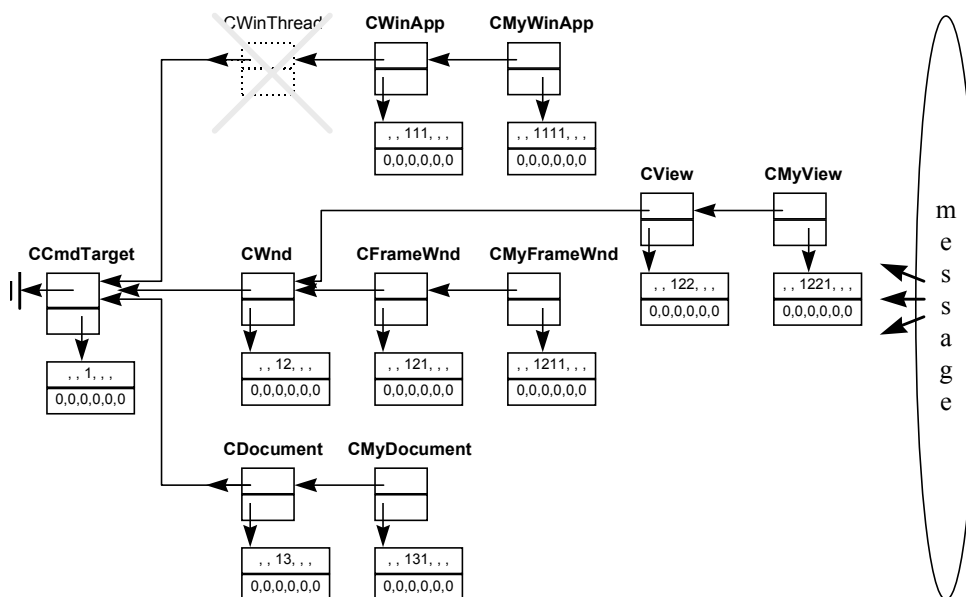 CWinThread CWinApp CMyWinApp
, , 111, , , , , 1111, , ,
0,0,0,0,0,0 0,0,0,0,0,0
CView CMyView
CCmdTarget CWnd CFrameWnd CMyFrameWnd
, , 122, , , , , 1221, , ,
0,0,0,0,0,0 0,0,0,0,0,0
, , 1, , , , , 12, , , , , 121, , , , , 1211, , ,
0,0,0,0,0,0 0,0,0,0,0,0 0,0,0,0,0,0 0,0,0,0,0,0
CDocument CMyDocument
, , 13, , , , , 131, , ,
0,0,0,0,0,0 0,0,0,0,0,0
message